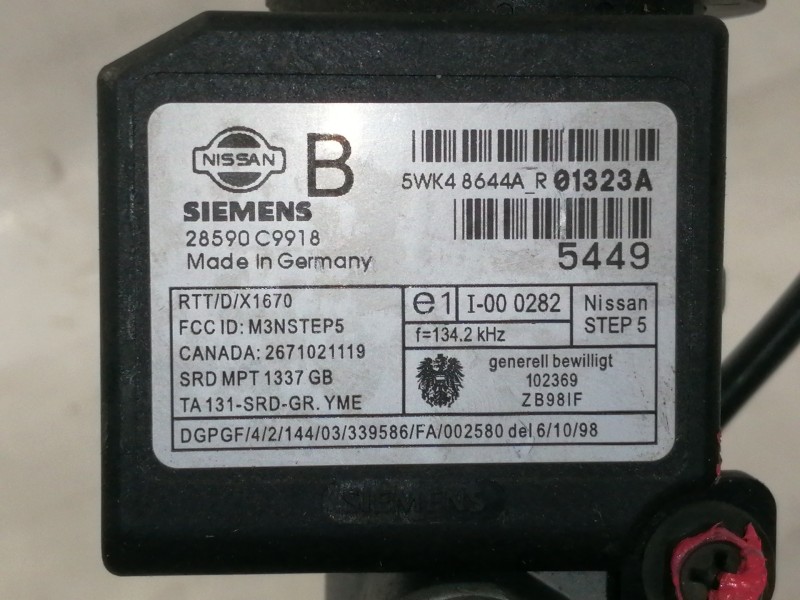 NISSAN
B
5WK4 8644A_R 01323A
SIEMENS
28590 C9918
5449
Made In Germany
RTT/D/X1670
FCC ID: M3NSTEP5
CANADA: 2671021119
SRD MPT 1337 GB
TA 131-SRD-GR. YME
e1
I-00 0282
Nissan
STEP 5
f=134.2 kHz
generell bewilligt
102369
ZB98IF
DGPGF/4/2/144/03/339586/FA/002580 del 6/10/98
SIEMENS